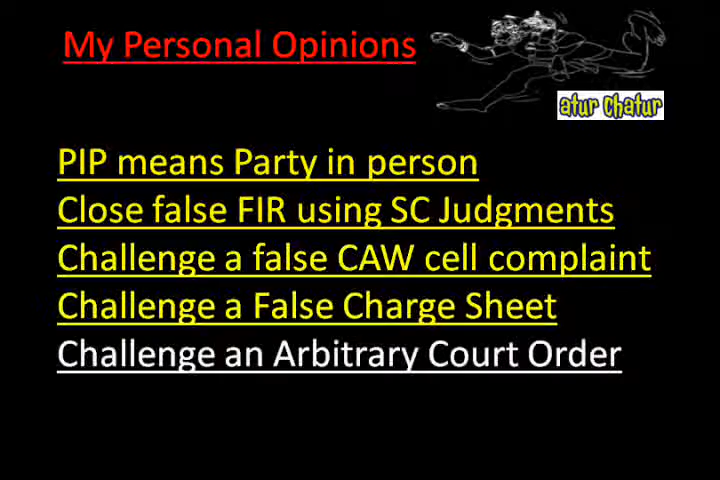 My Personal Opinions
atur chatur
PIP means Party in person
Close false FIR using SC Judgments
Challenge a false CAW cell complaint
Challenge a False Charge Sheet
Challenge an Arbitrary Court Order